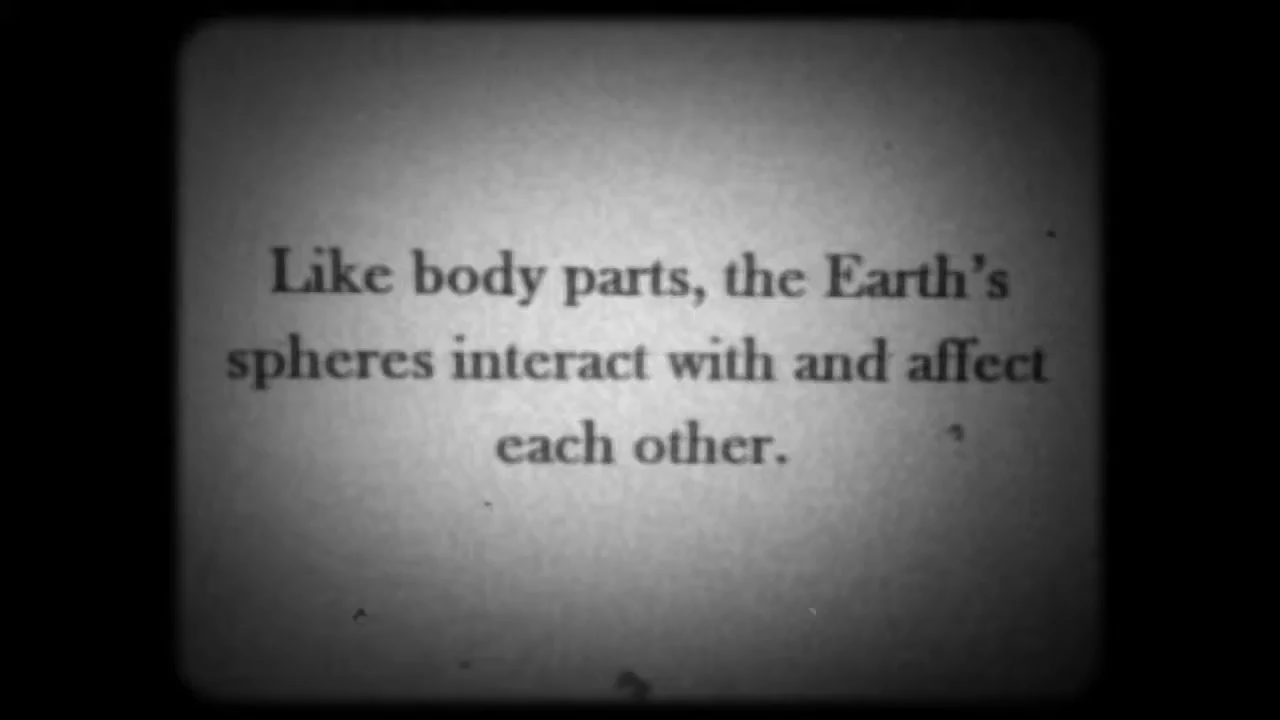 Like body parts, the Earth’s
spheres interact with and affect
each other.